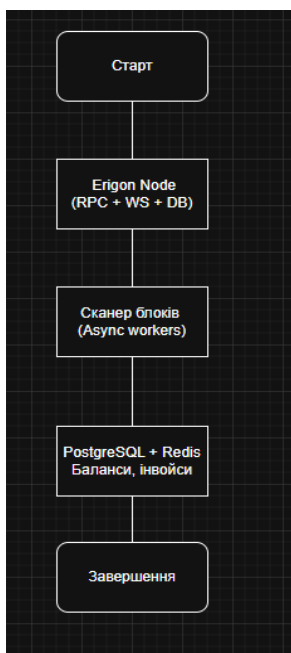 Старт
Erigon Node
(RPC + WS + DB)
Сканер блоків
(Async workers)
PostgreSQL + Redis
Баланси, інвойси
Завершення